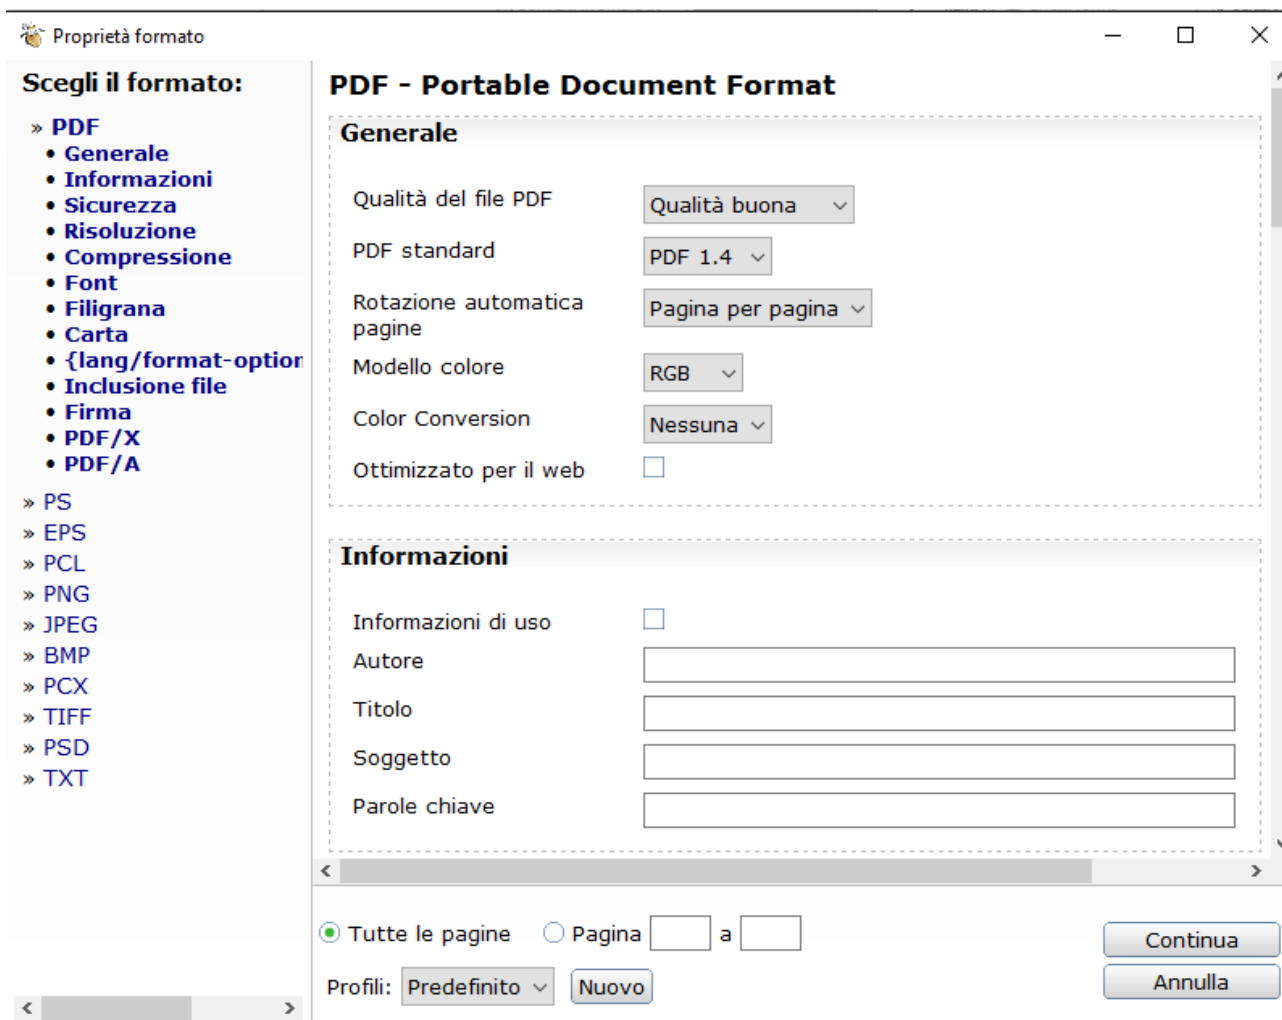 Proprietà formato
Scegli il formato:
» PDF
• Generale
• Informazioni
• Sicurezza
• Risoluzione
• Compressione
• Font
• Filigrana
• Carta
• {lang/format-option
• Inclusione file
• Firma
• PDF/X
• PDF/A
» PS
» EPS
» PCL
» PNG
» JPEG
» BMP
» PCX
» TIFF
» PSD
» TXT
PDF - Portable Document Format
Generale
Qualità del file PDF Qualità buona
PDF standard PDF 1.4
Rotazione automatica
pagine Pagina per pagina
Modello colore RGB
Color Conversion Nessuna
Ottimizzato per il web
Informazioni
Informazioni di uso
Autore
Titolo
Soggetto
Parole chiave
Tutte le pagine Pagina a
Continua
Profili: Predefinito Nuovo
Annulla